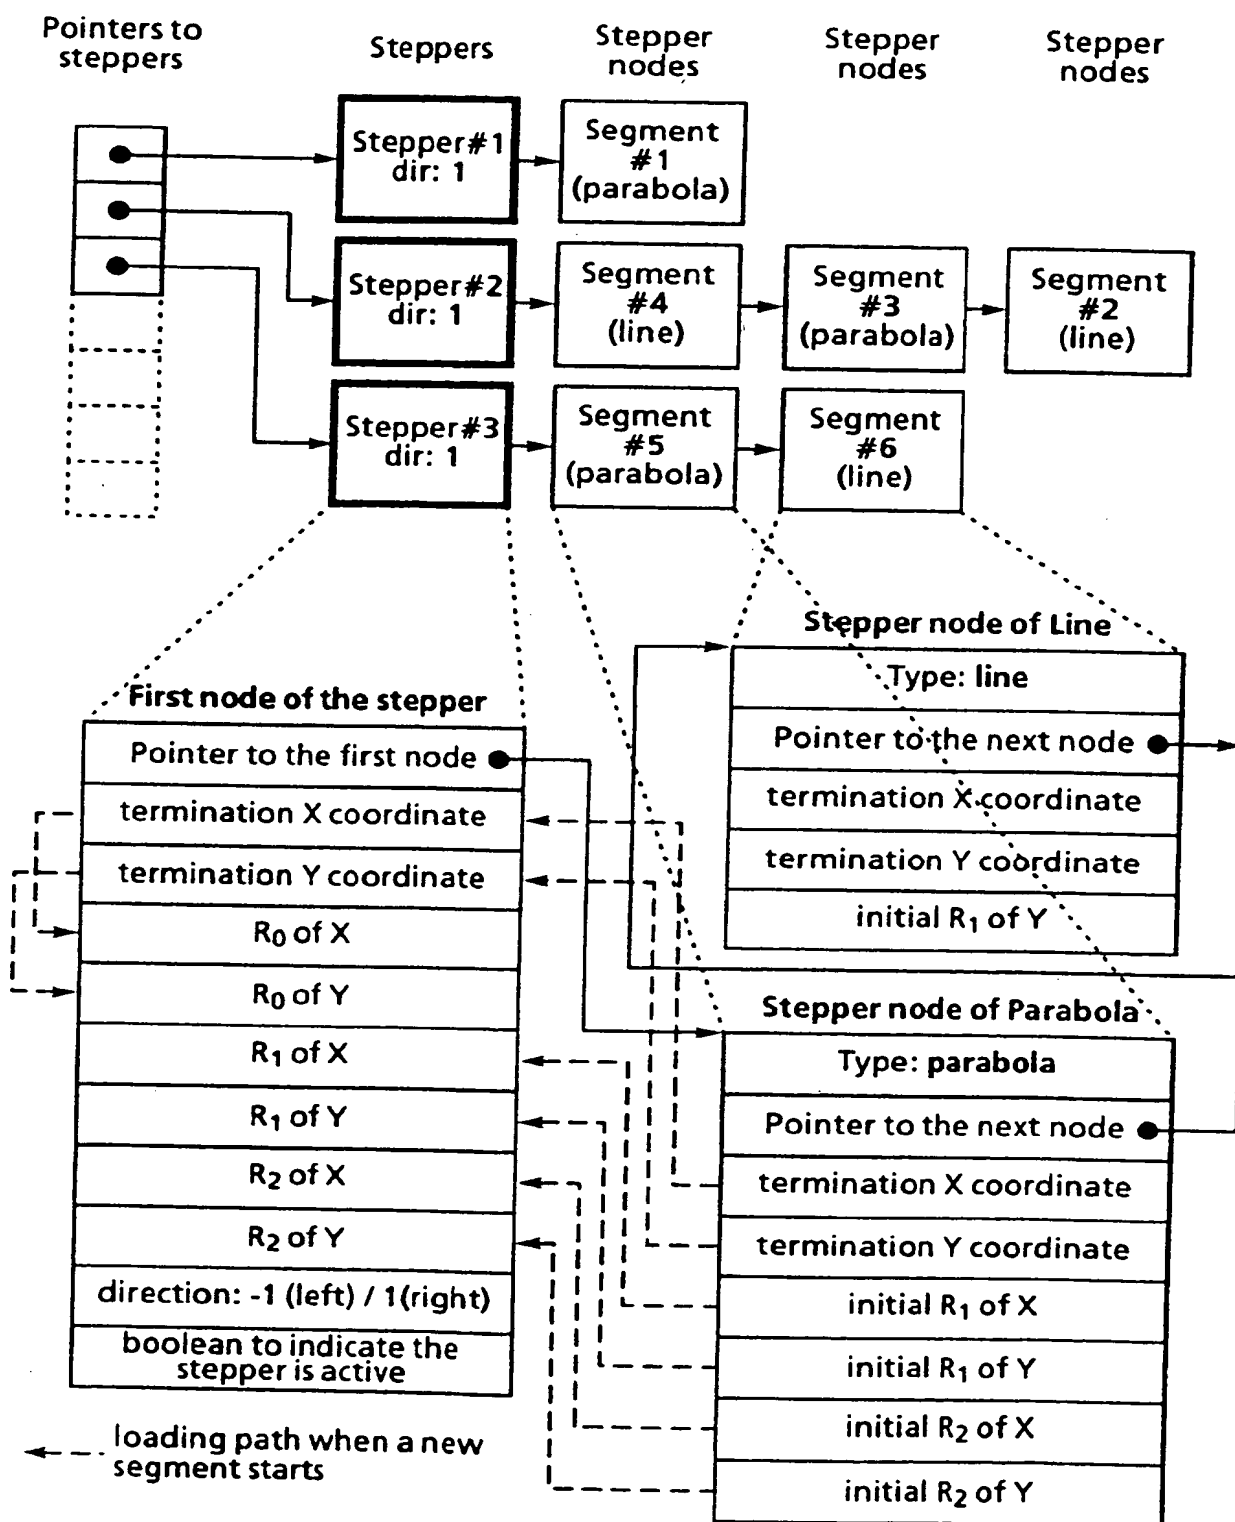 Pointers to
steppers
Steppers
Stepper
nodes
Stepper
nodes
Stepper
nodes
Stepper#1
dir: 1
Segment
#1
(parabola)
Stepper#2
dir: 1
Segment
#4
(line)
Segment
#3
(parabola)
Segment
#2
(line)
Stepper#3
dir: 1
Segment
#5
(parabola)
Segment
#6
(line)
Stepper node of Line
Type: line
Pointer to the next node
termination X coordinate
termination Y coordinate
initial R1 of Y
First node of the stepper
Pointer to the first node
termination X coordinate
termination Y coordinate
R0 of X
R0 of Y
R1 of X
R1 of Y
R2 of X
R2 of Y
direction: -1 (left) / 1(right)
boolean to indicate the
stepper is active
Stepper node of Parabola
Type: parabola
Pointer to the next node
termination X coordinate
termination Y coordinate
initial R1 of X
initial R1 of Y
initial R2 of X
initial R2 of Y
loading path when a new
segment starts